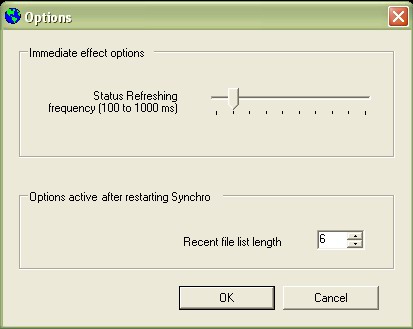 Options
Immediate effect options
Status Refreshing
frequency (100 to 1000 ms)
Options active after restarting Synchro
Recent file list length
6
OK
Cancel